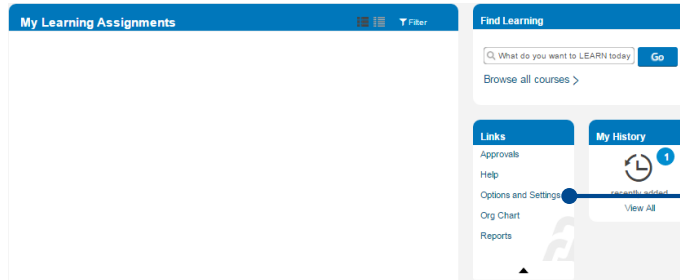 My Learning Assignments
Filter
Find Learning
What do you want to LEARN today
Go
Browse all courses >
Links
Approvals
Help
Options and Settings
Org Chart
Reports
My History
1
recently added
View All